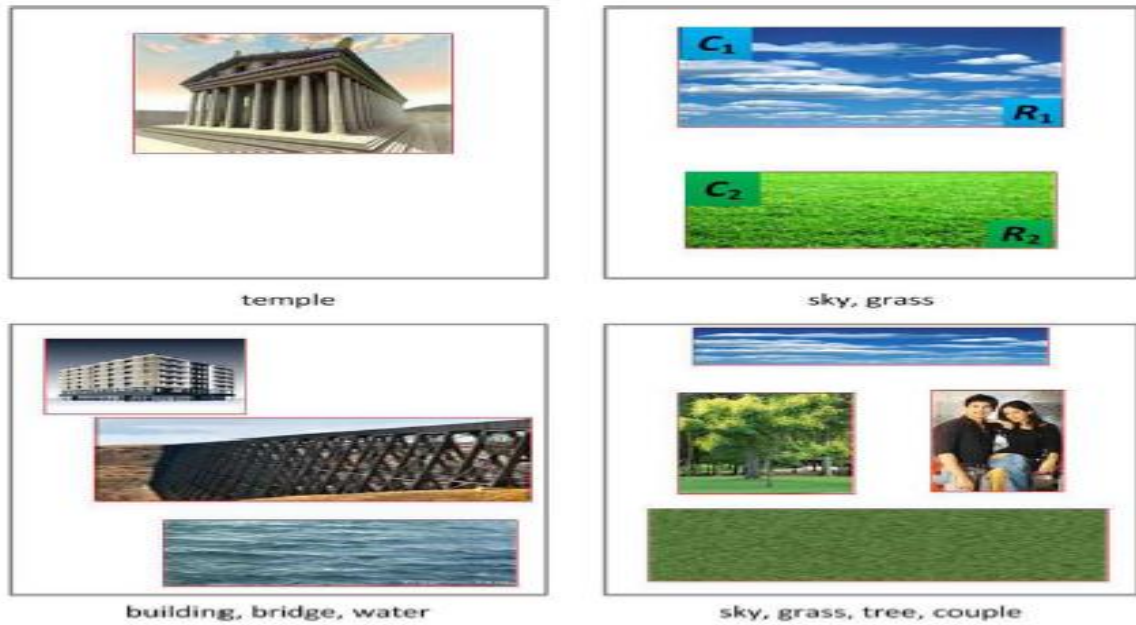 C₁
R₁
C₂
R₂
temple
sky, grass
building, bridge, water
sky, grass, tree, couple